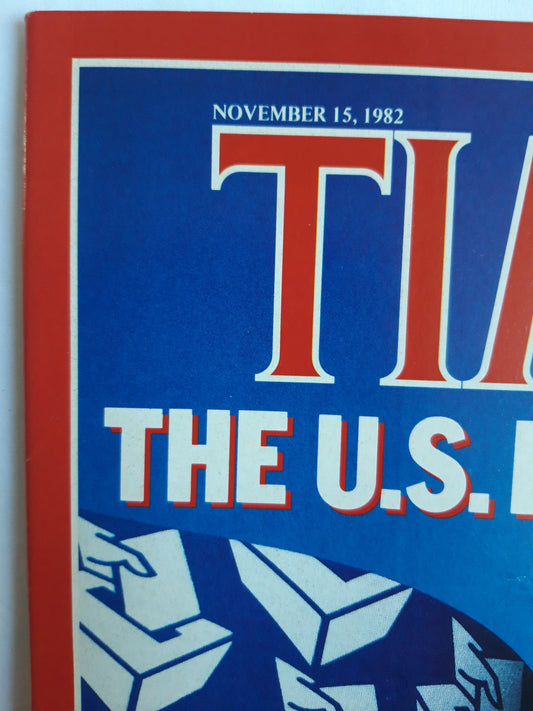 NOVEMBER 15, 1982
TI
THE U.S.